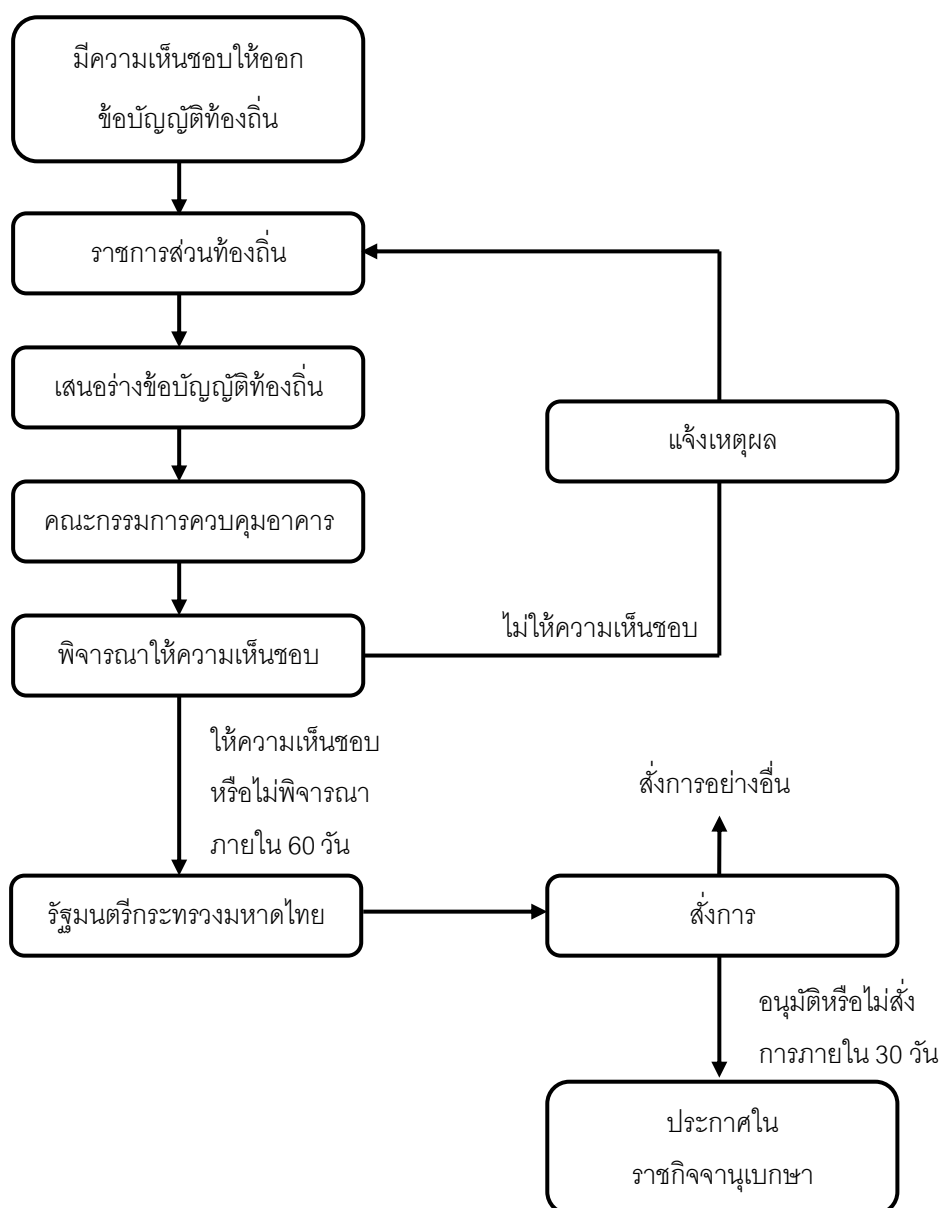 มีความเห็นชอบให้ออก
ข้อบัญญัติท้องถิ่น
ราชการส่วนท้องถิ่น
เสนอร่างข้อบัญญัติท้องถิ่น
แจ้งเหตุผล
คณะกรรมการควบคุมอาคาร
ไม่ให้ความเห็นชอบ
พิจารณาให้ความเห็นชอบ
ให้ความเห็นชอบ
หรือไม่พิจารณา
ภายใน 60 วัน
สั่งการอย่างอื่น
รัฐมนตรีกระทรวงมหาดไทย
สั่งการ
อนุมัติหรือไม่สั่ง
การภายใน 30 วัน
ประกาศใน
ราชกิจจานุเบกษา